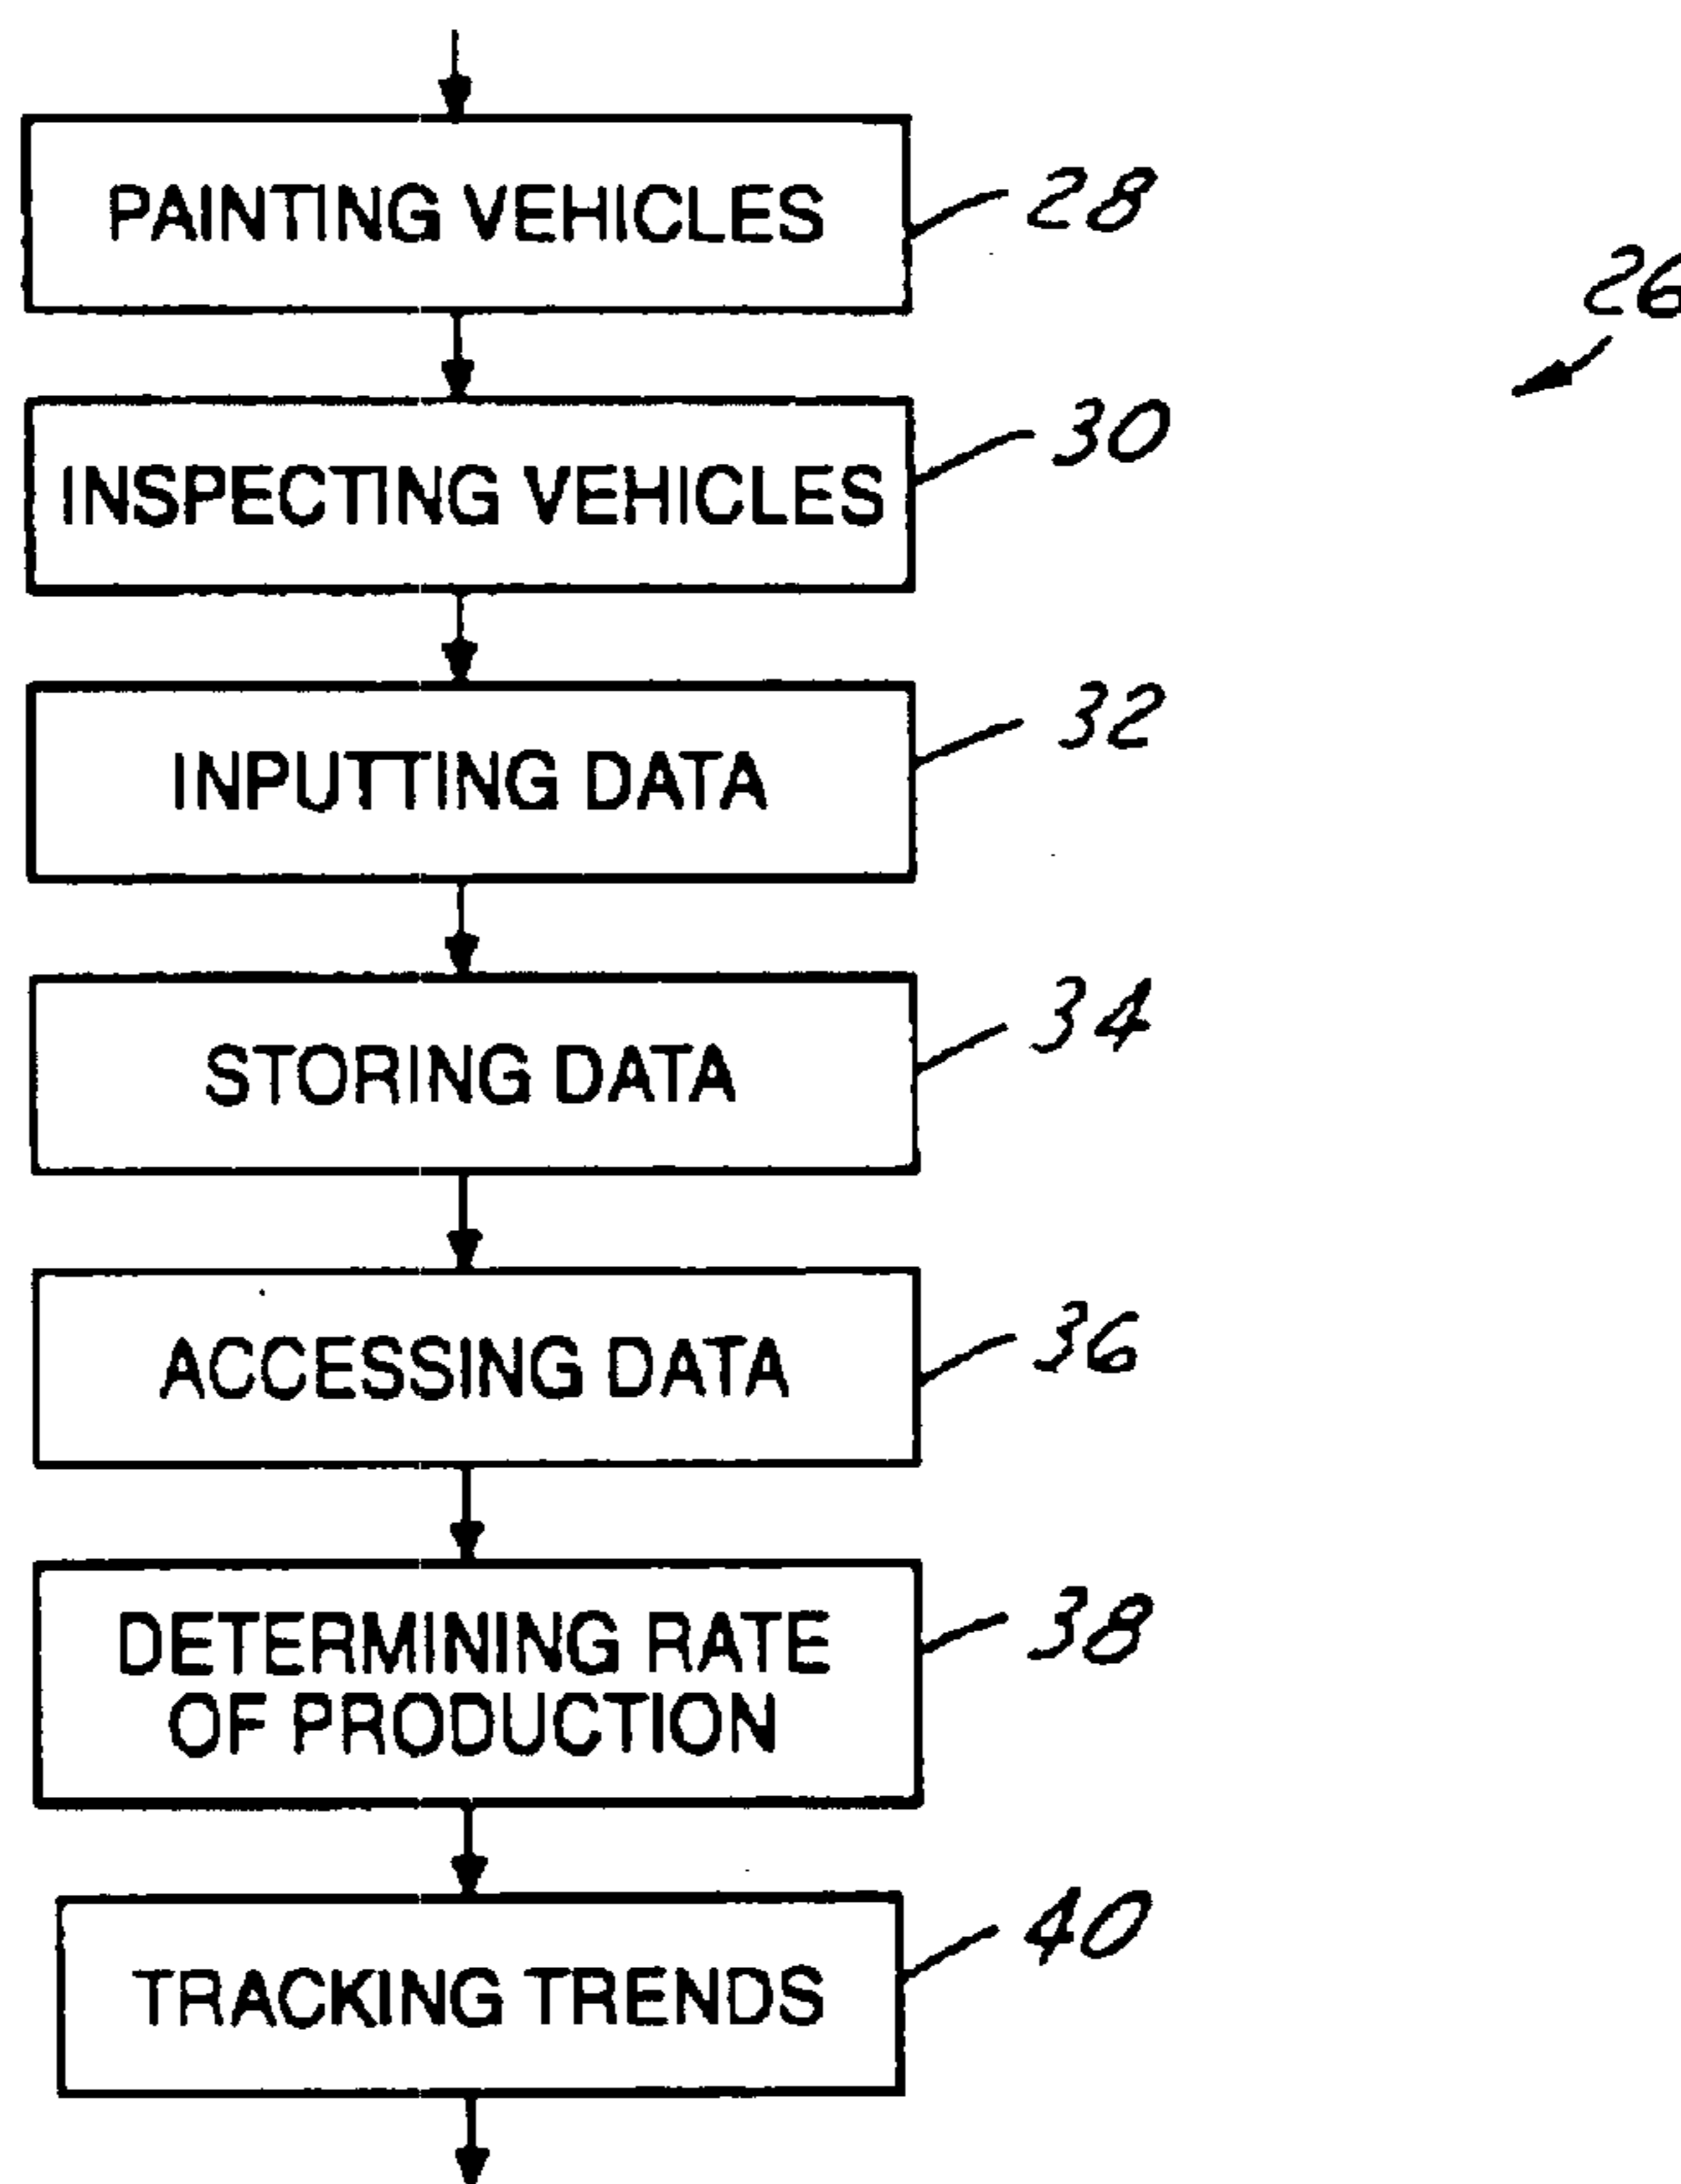 PAINTING VEHICLES
28
26
INSPECTING VEHICLES
30
INPUTTING DATA
32
STORING DATA
34
ACCESSING DATA
36
DETERMINING RATE
OF PRODUCTION
38
TRACKING TRENDS
40